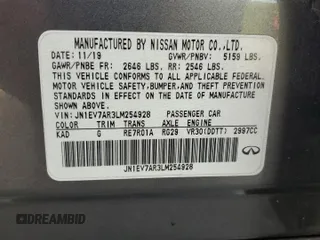 MANUFACTURED BY NISSAN MOTOR CO.,LTD.
DATE: 11/19 GVWR/PNBV: 5159 LBS.
GAWR/PNBE FR: 2646 LBS. RR: 2546 LBS.
THIS VEHICLE CONFORMS TO ALL APPLICABLE FEDERAL
MOTOR VEHICLE SAFETY,BUMPER,AND THEFT
PREVENTION STANDARDS IN EFFECT ON THE DATE OF
MANUFACTURE SHOWN ABOVE.
VIN: JN1EV7AR3LM254928 PASSENGER CAR
COLOR TRIM TRANS AXLE ENGINE
KAD G RE7R01A RG29 VR30(DDTT) 2997CC
JN1EV7AR3LM254928
DREAMBID